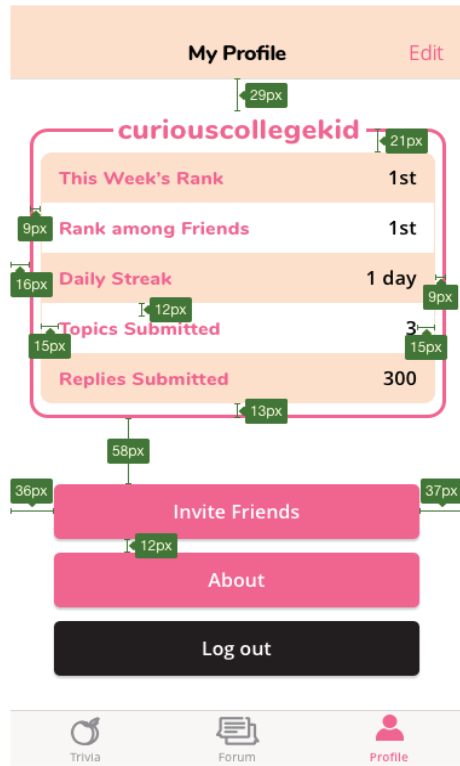 My Profile Edit
29px
curiouscollegekid
21px
This Week's Rank 1st
9px
Rank among Friends 1st
16px
Daily Streak 1 day
9px
12px
Topics Submitted 3
15px 15px
Replies Submitted 300
13px
58px
36px 37px
Invite Friends
12px
About
Log out
Trivia Forum Profile